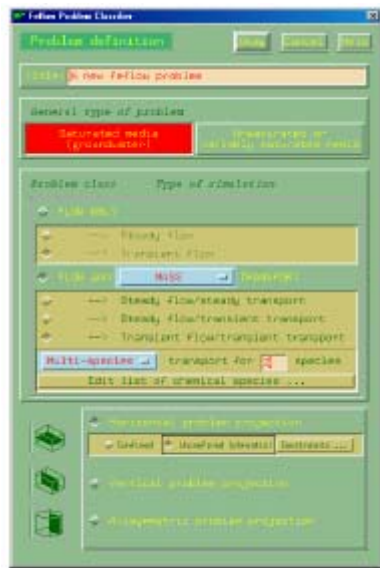 Feflow Problem Classifier
Problem definition
Okay Cancel Help
Title: A new feflow problem
General type of problem
Saturated media
(groundwater)
Unsaturated or
variably saturated media
Problem class Type of simulation
FLOW ONLY
---> Steady flow
---> Transient flow
FLOW and MASS TRANSPORT
---> Steady flow/steady transport
---> Steady flow/transient transport
---> Transient flow/transient transport
Multi-species transport for species
Edit list of chemical species ...
Horizontal problem projection
Confined Unconfined Constraints ...
Vertical problem projection
Axisymmetric problem projection